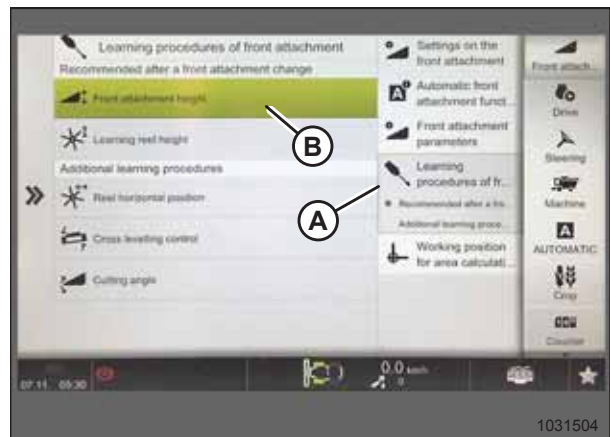 Learning procedures of front attachment
Recommended after a front attachment change
Front attachment height
Learning reel height
Additional learning procedures
Reel horizontal position
Cross levelling control
Cutting angle
B
A
Settings on the
front attachment
Automatic front
attachment funct...
Front attachment
parameters
Learning
procedures of fr...
Recommended after a fro...
Additional learning proce...
Working position
for area calculati...
Front attach...
Drive
Steering
Machine
A
AUTOMATIC
Crop
Counter
07.11 05:30
0.0 km/h
0
1031504